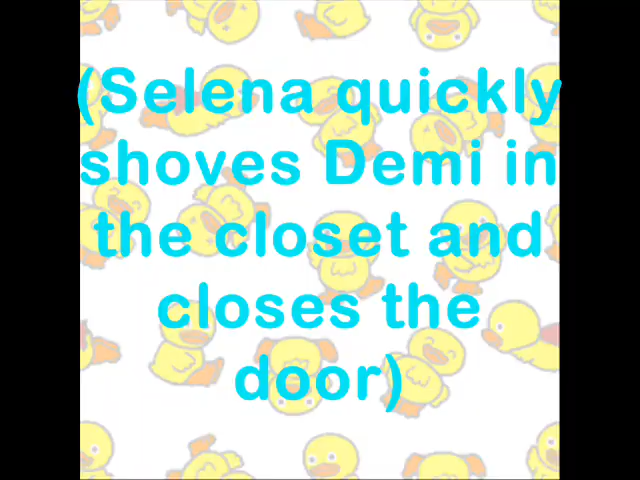 (Selena quickly
shoves Demi in
the closet and
closes the
door)